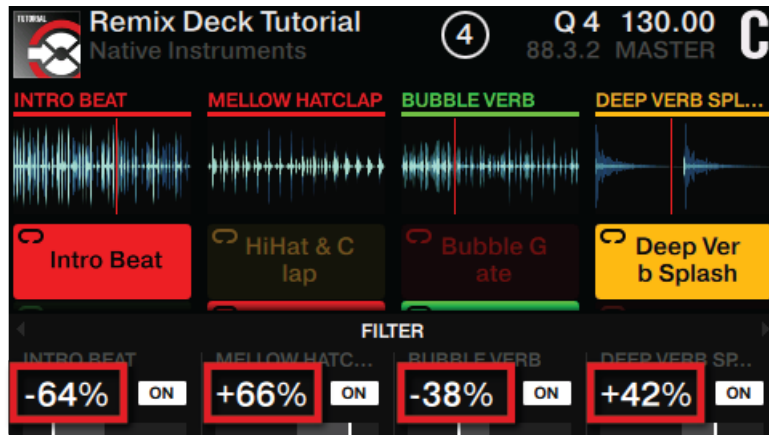 TUTORIAL
Remix Deck Tutorial
Native Instruments
4
Q 4 130.00
88.3.2 MASTER
C
INTRO BEAT MELLOW HATCLAP BUBBLE VERB DEEP VERB SPL...
Intro Beat
HiHat & C
lap
Bubble G
ate
Deep Ver
b Splash
FILTER
INTRO BEAT MELLOW HATC... BUBBLE VERB DEEP VERB SP...
-64% ON +66% ON -38% ON +42% ON